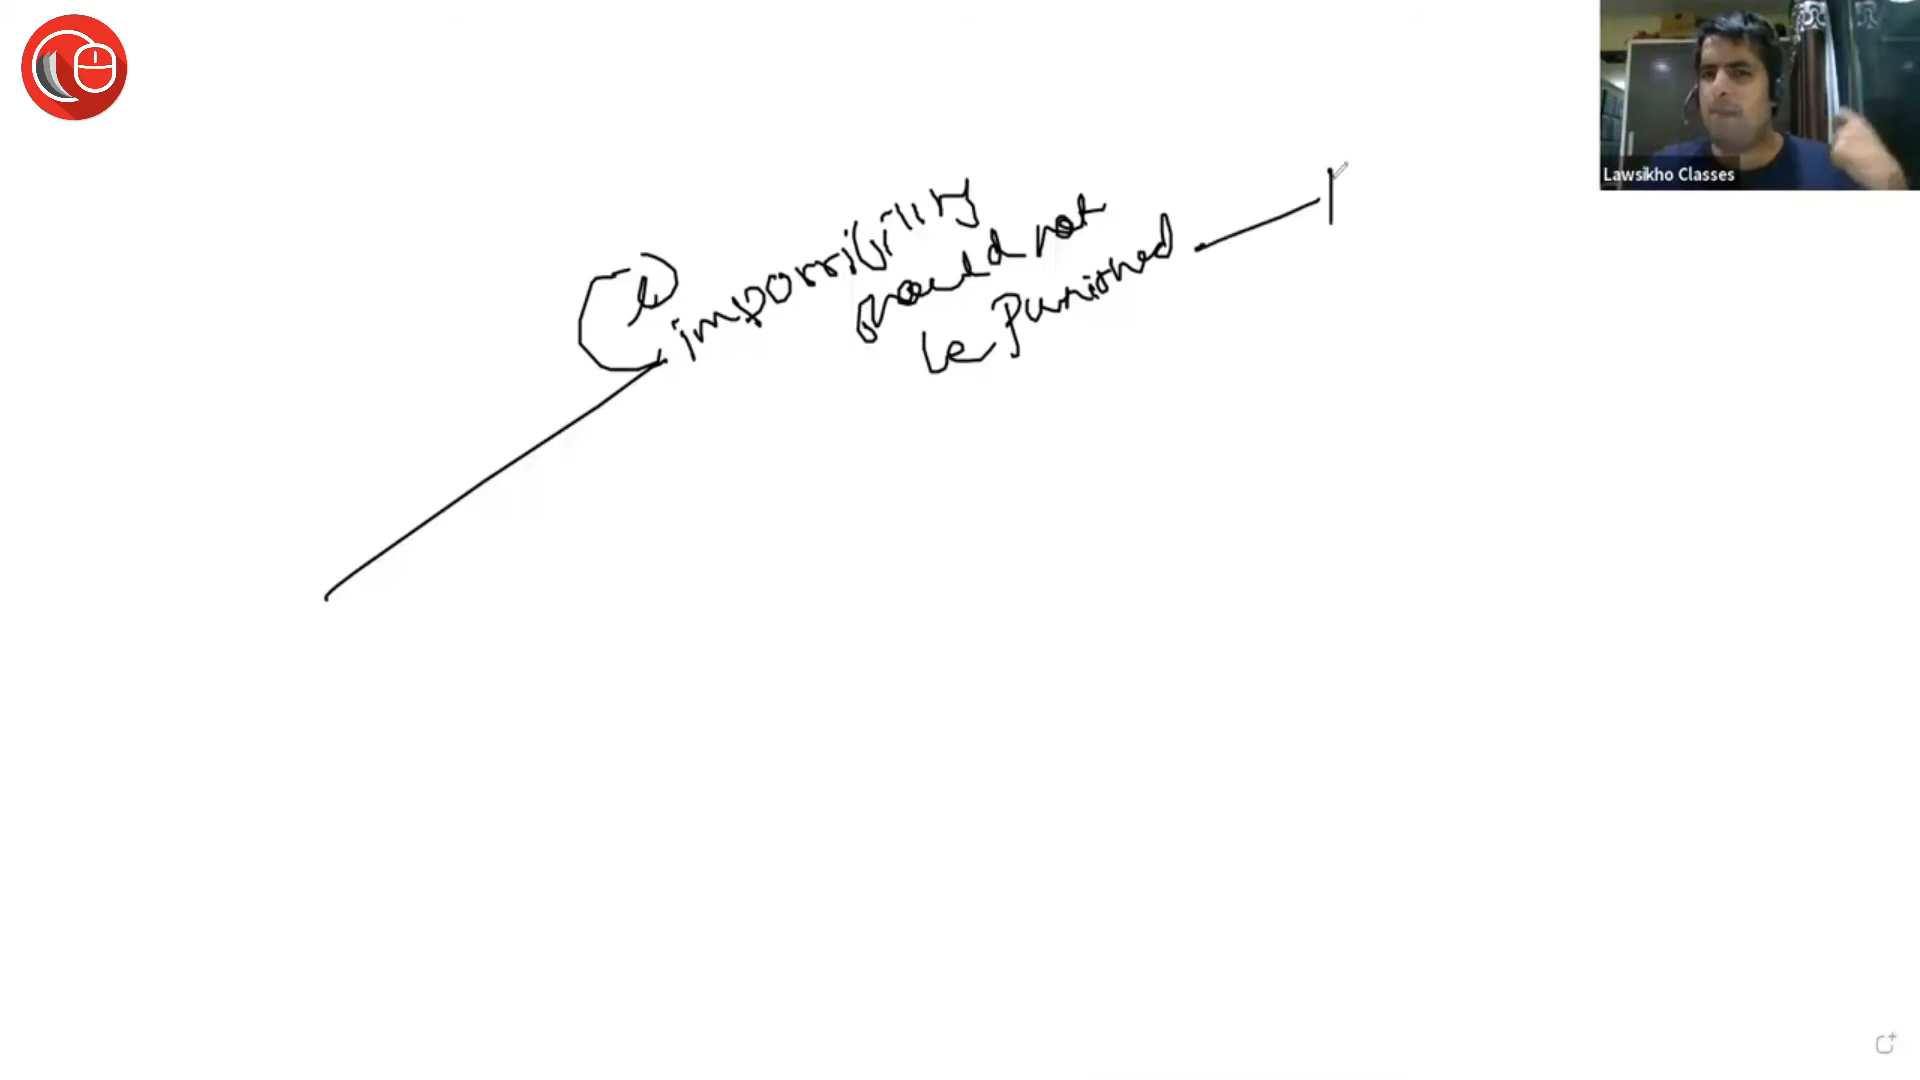 impossibility
should not
be punished
Lawsikho Classes